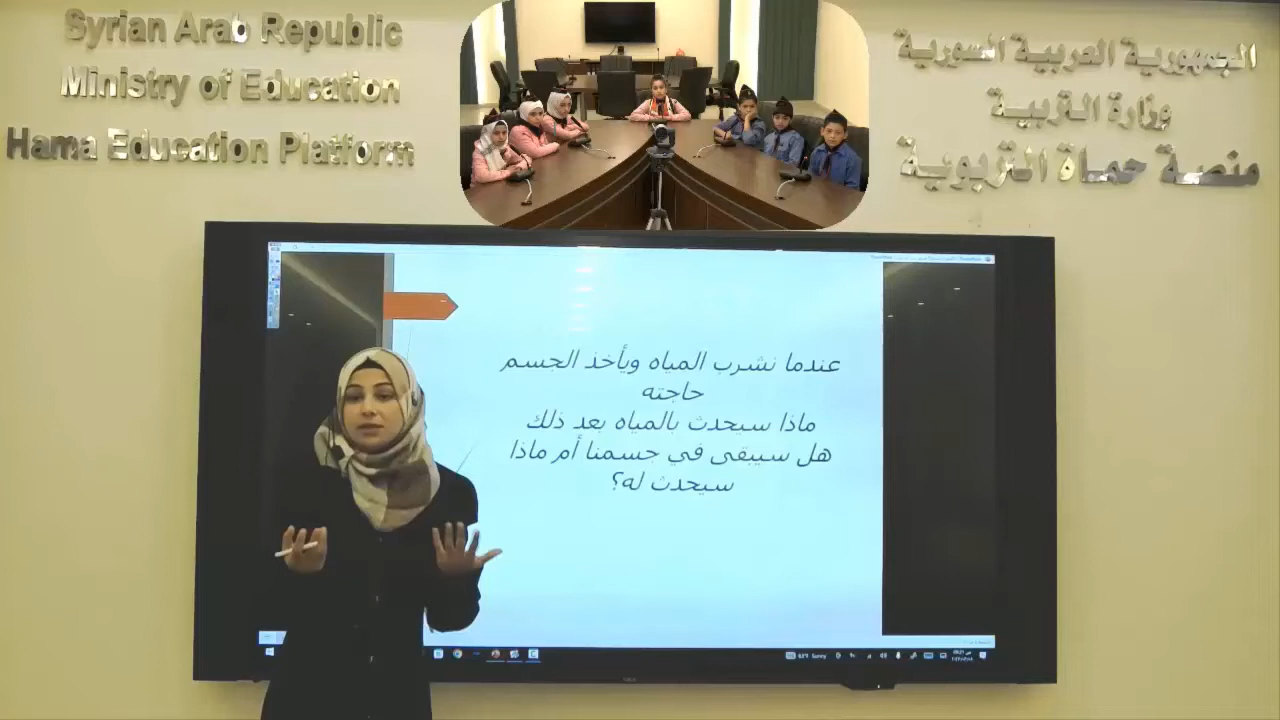 Syrian Arab Republic
Ministry of Education
Hama Education Platform
الجمهورية العربية السورية
وزارة التربية
منصة حماة التربوية
عندما نشرب المياه ويأخذ الجسم
حاجته
ماذا سيحدث بالمياه بعد ذلك
هل سيبقى في جسمنا أم ماذا
سيحدث له؟
Sunny